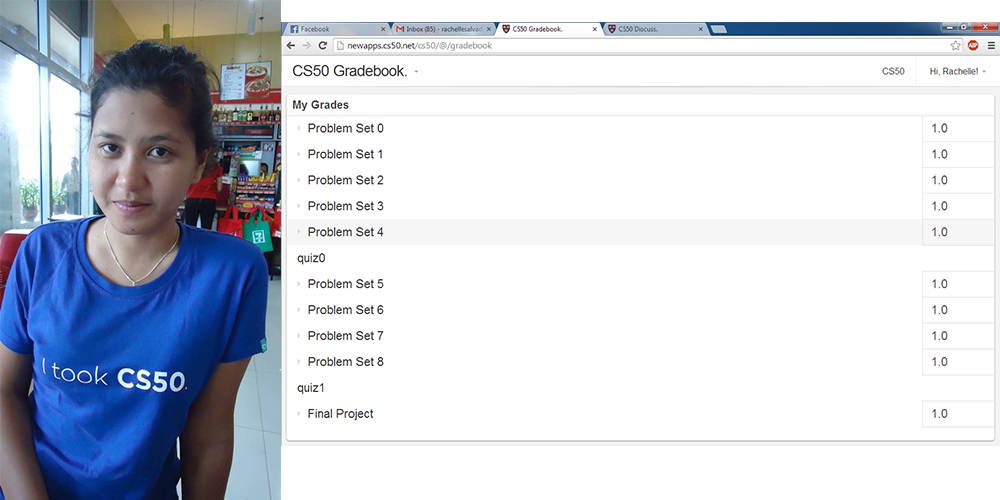 I took CS50.
Facebook
Inbox (85) - rachellesalvad
CS50 Gradebook.
CS50 Discuss.
newapps.cs50.net/cs50/@/gradebook
ABP
CS50 Gradebook.
CS50
Hi, Rachelle!
My Grades
Problem Set 0 1.0
Problem Set 1 1.0
Problem Set 2 1.0
Problem Set 3 1.0
Problem Set 4 1.0
quiz0
Problem Set 5 1.0
Problem Set 6 1.0
Problem Set 7 1.0
Problem Set 8 1.0
quiz1
Final Project 1.0